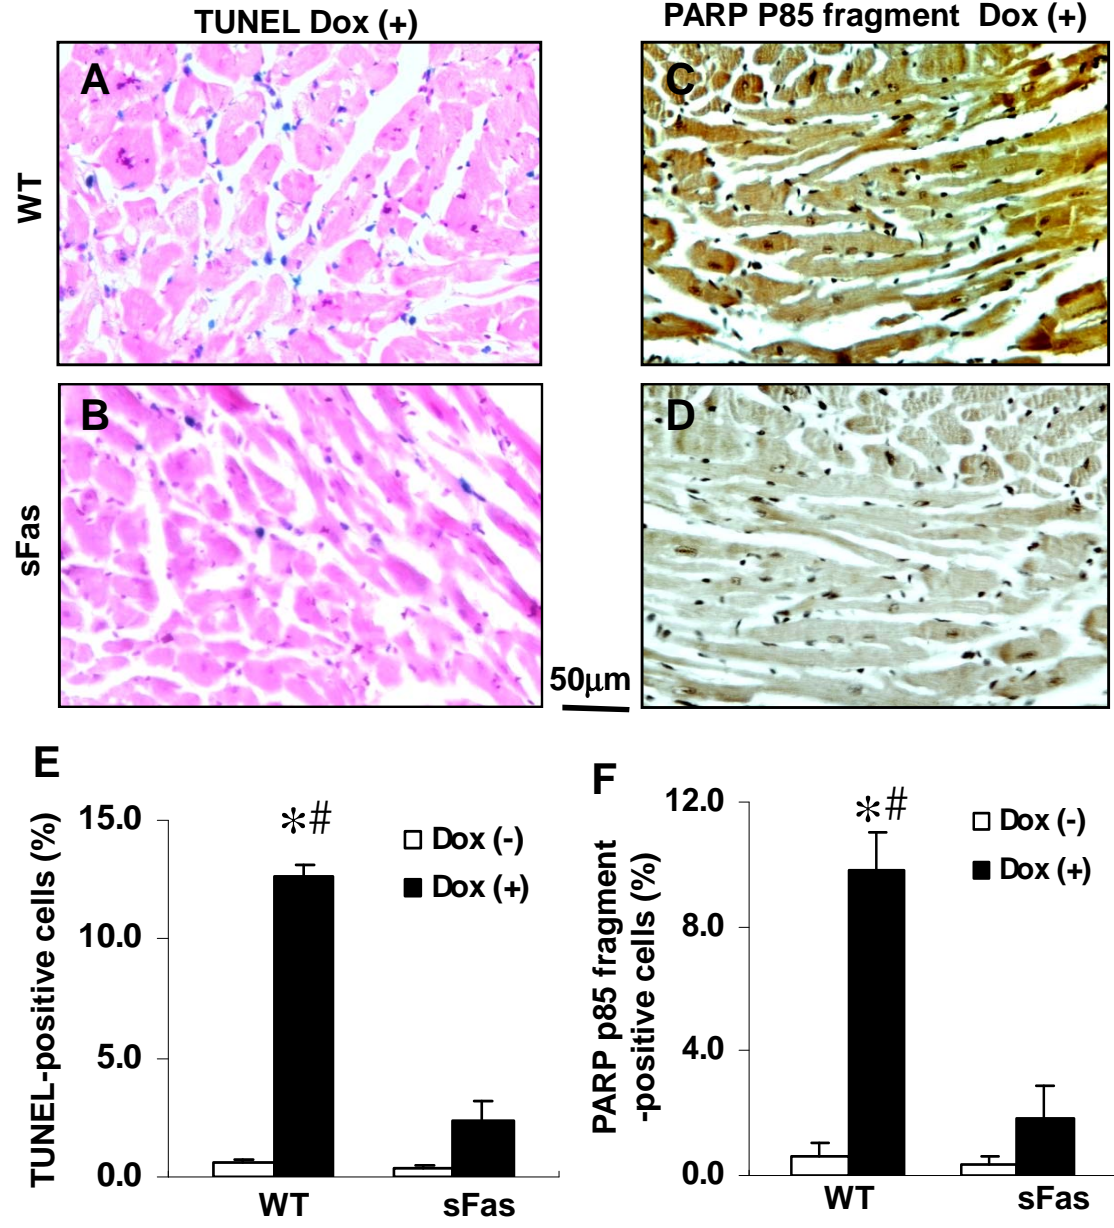 TUNEL Dox (+)
PARP P85 fragment Dox (+)
WT
A
C
sFas
B
D
50μm
E
TUNEL-positive cells (%)
15.0
10.0
5.0
0.0
*#
Dox (-)
Dox (+)
WT
sFas
F
PARP p85 fragment
-positive cells (%)
12.0
8.0
4.0
0.0
*#
Dox (-)
Dox (+)
WT
sFas